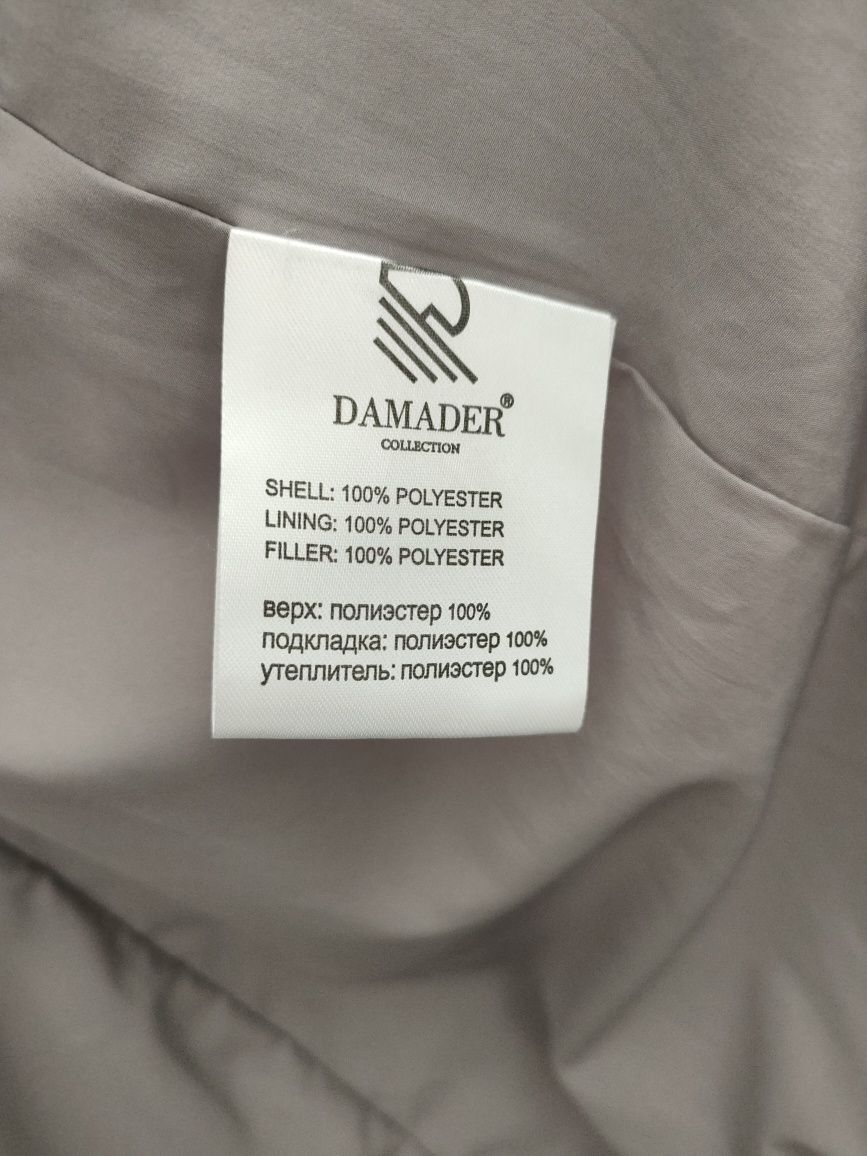 DAMADER®
COLLECTION
SHELL: 100% POLYESTER
LINING: 100% POLYESTER
FILLER: 100% POLYESTER
верх: полиэстер 100%
подкладка: полиэстер 100%
утеплитель: полиэстер 100%